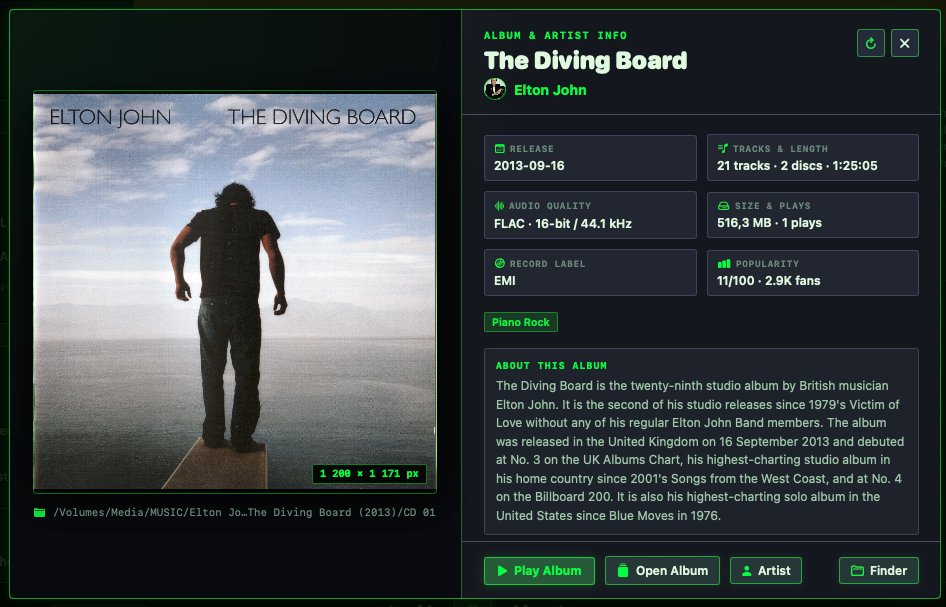 ELTON JOHN THE DIVING BOARD
1 200 × 1 171 px
/Volumes/Media/MUSIC/Elton Jo…The Diving Board (2013)/CD 01
ALBUM & ARTIST INFO
The Diving Board
Elton John
RELEASE
2013-09-16
TRACKS & LENGTH
21 tracks · 2 discs · 1:25:05
AUDIO QUALITY
FLAC · 16-bit / 44.1 kHz
SIZE & PLAYS
516,3 MB · 1 plays
RECORD LABEL
EMI
POPULARITY
11/100 · 2.9K fans
Piano Rock
ABOUT THIS ALBUM
The Diving Board is the twenty-ninth studio album by British musician
Elton John. It is the second of his studio releases since 1979's Victim of
Love without any of his regular Elton John Band members. The album
was released in the United Kingdom on 16 September 2013 and debuted
at No. 3 on the UK Albums Chart, his highest-charting studio album in
his home country since 2001's Songs from the West Coast, and at No. 4
on the Billboard 200. It is also his highest-charting solo album in the
United States since Blue Moves in 1976.
Play Album
Open Album
Artist
Finder